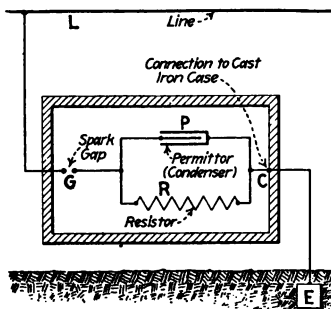 L
Line
Connection to Cast
Iron Case
Spark
Gap
P
G
Permittor
(Condenser)
C
R
Resistor
E